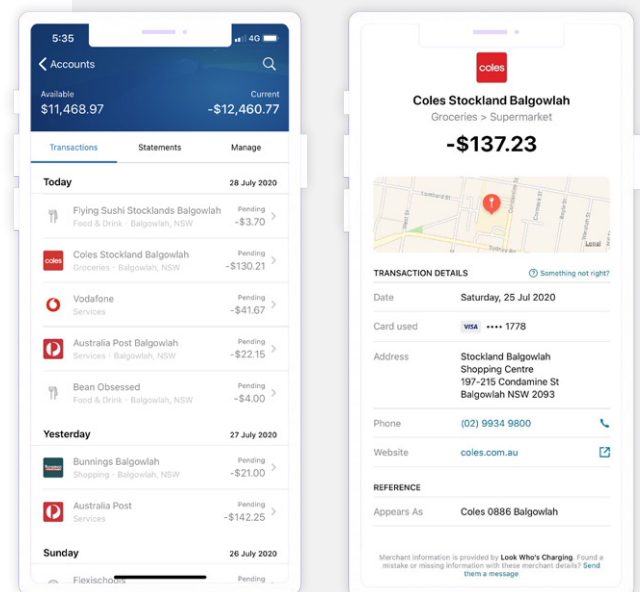 5:35
4G
Accounts
Available
Current
$11,468.97
-$12,460.77
Transactions
Statements
Manage
Today
28 July 2020
Flying Sushi Stocklands Balgowlah
Pending
Food & Drink · Balgowlah, NSW
-$3.70
coles
Coles Stockland Balgowlah
Pending
Groceries · Balgowlah, NSW
-$130.21
Vodafone
Pending
Services
-$41.67
Australia Post Balgowlah
Pending
Services · Balgowlah, NSW
-$22.15
Bean Obsessed
Pending
Food & Drink · Balgowlah, NSW
-$4.00
Yesterday
27 July 2020
Bunnings Balgowlah
Pending
Shopping · Balgowlah, NSW
-$21.00
Australia Post
Pending
Services
-$142.25
Sunday
26 July 2020
Flexischools
Pending
coles
Coles Stockland Balgowlah
Groceries > Supermarket
-$137.23
Lombard St
Condamine St
Local
TRANSACTION DETAILS
Something not right?
Date
Saturday, 25 Jul 2020
Card used
VISA •••• 1778
Address
Stockland Balgowlah
Shopping Centre
197-215 Condamine St
Balgowlah NSW 2093
Phone
(02) 9934 9800
Website
coles.com.au
REFERENCE
Appears As
Coles 0886 Balgowlah
Merchant information is provided by Look Who's Charging. Found a
mistake or missing information with these merchant details? Send
them a message